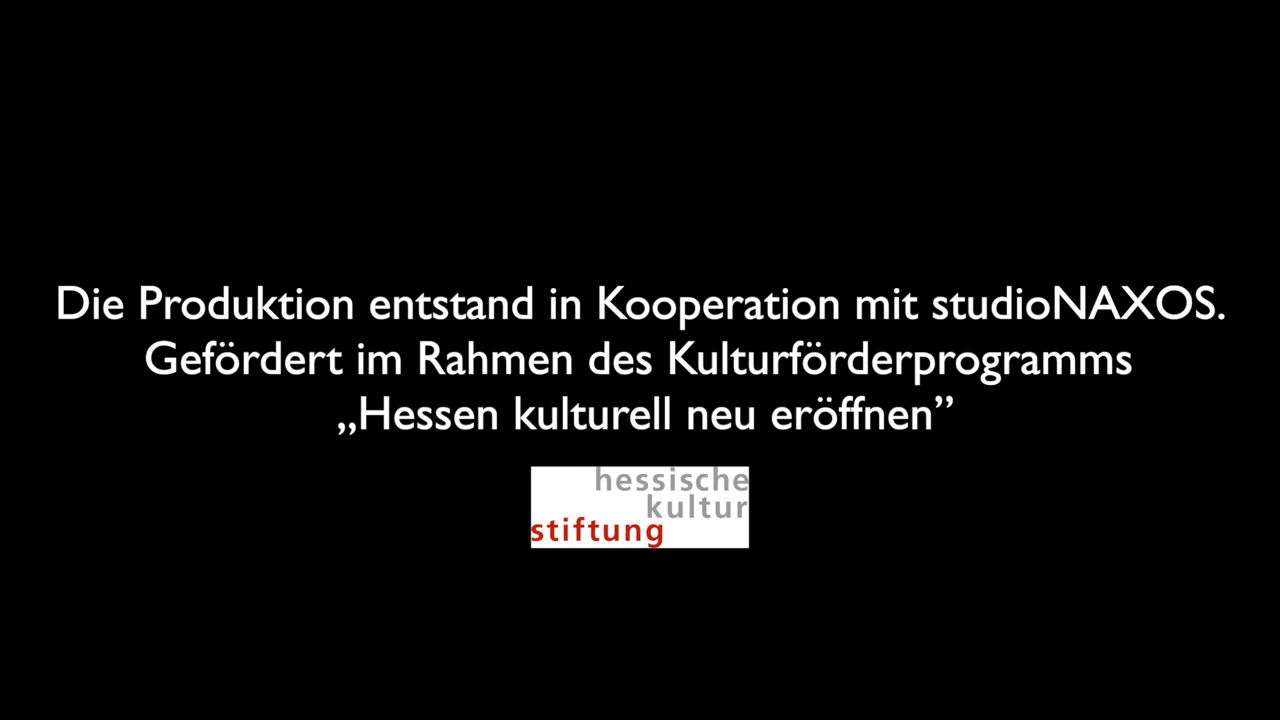 Die Produktion entstand in Kooperation mit studioNAXOS.
Gefördert im Rahmen des Kulturförderprogramms
„Hessen kulturell neu eröffnen”
hessische
kultur
stiftung